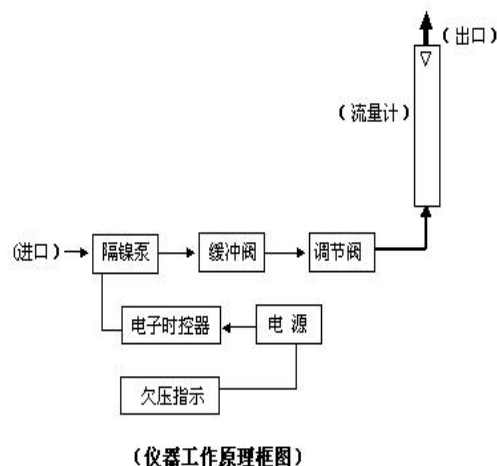 (出口)
(流量计)
(进口)
隔镍泵
缓冲阀
调节阀
电子时控器
电 源
欠压指示
(仪器工作原理框图)